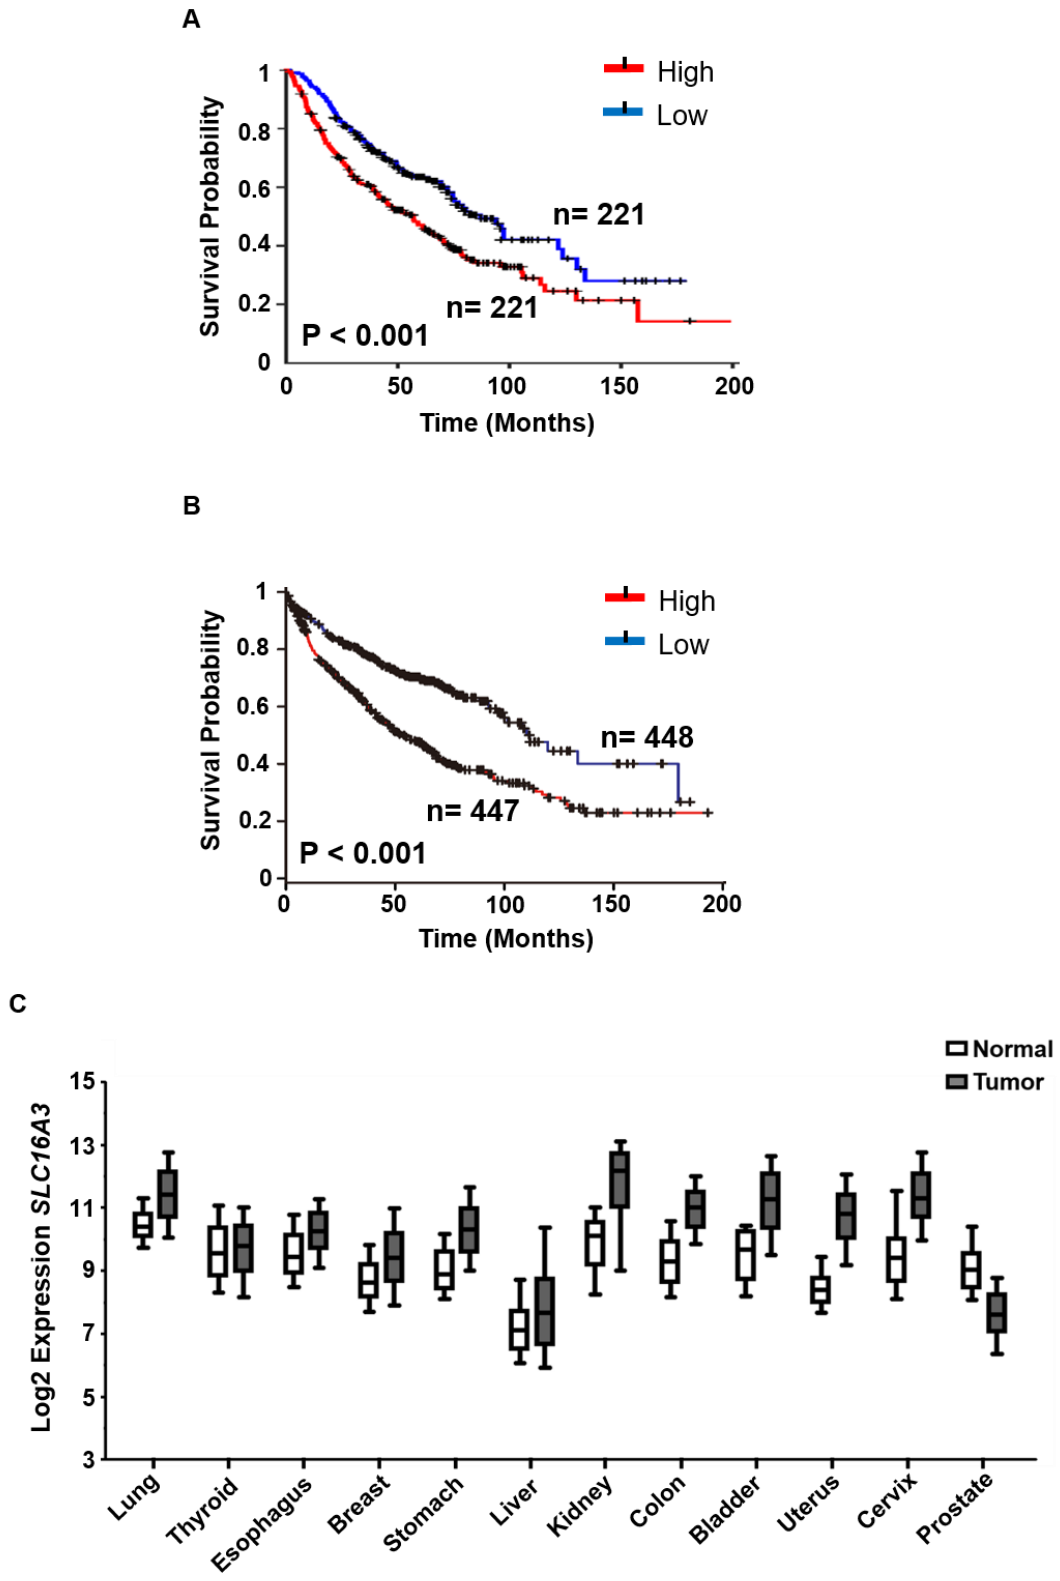 A
High
Low
1
0.8
0.6
0.4
0.2
0
Survival Probability
n= 221
n= 221
P < 0.001
0 50 100 150 200
Time (Months)
B
High
Low
1
0.8
0.6
0.4
0.2
0
Survival Probability
n= 448
n= 447
P < 0.001
0 50 100 150 200
Time (Months)
C
Normal
Tumor
15
13
11
9
7
5
3
Log2 Expression SLC16A3
Lung Thyroid Esophagus Breast Stomach Liver Kidney Colon Bladder Uterus Cervix Prostate